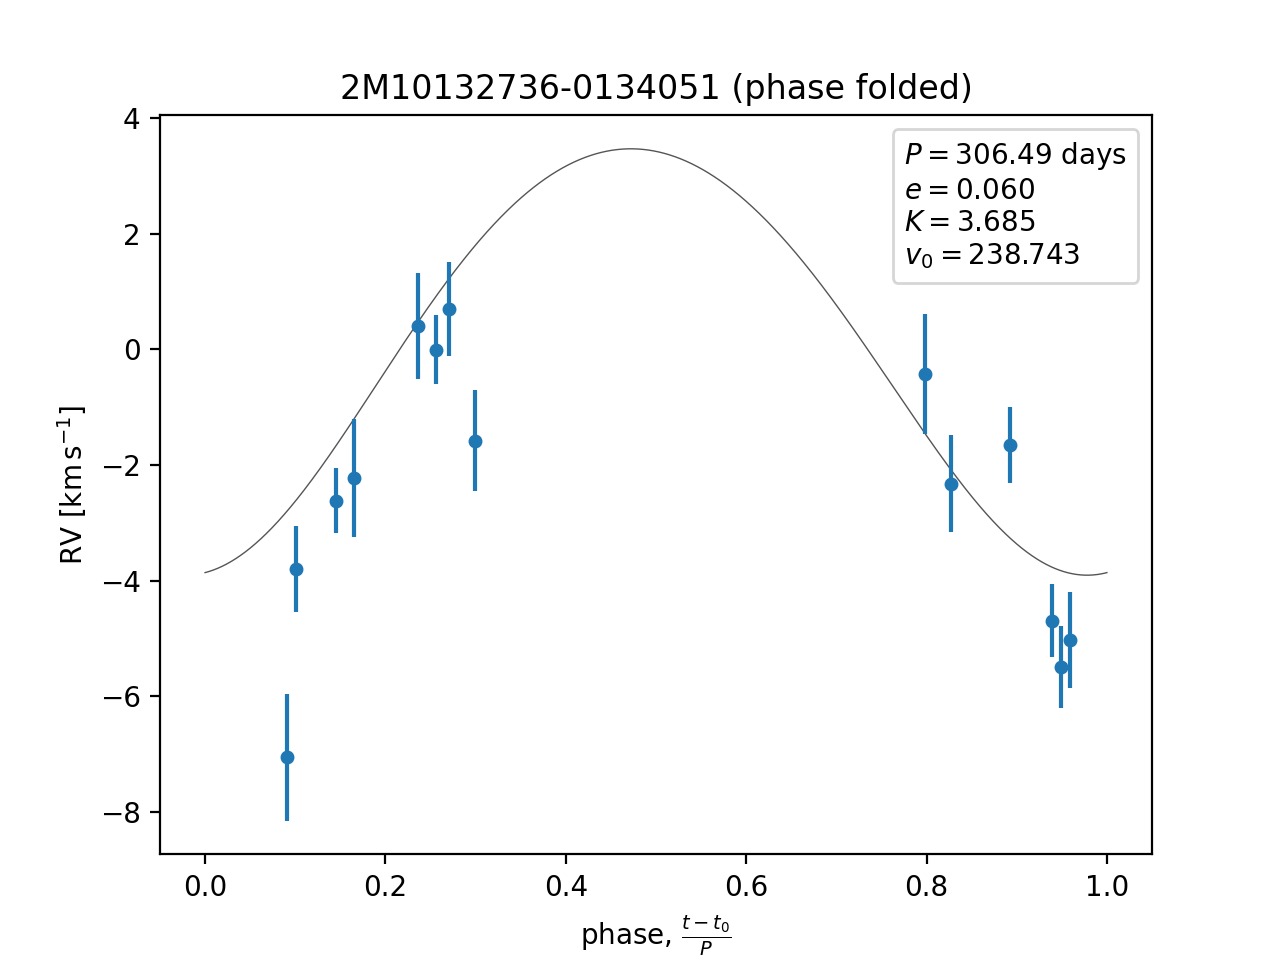 2M10132736-0134051 (phase folded)
P = 306.49 days
e = 0.060
K = 3.685
v₀ = 238.743
4
2
0
−2
−4
−6
−8
RV [km s⁻¹]
0.0 0.2 0.4 0.6 0.8 1.0
phase, (t − t₀)/P